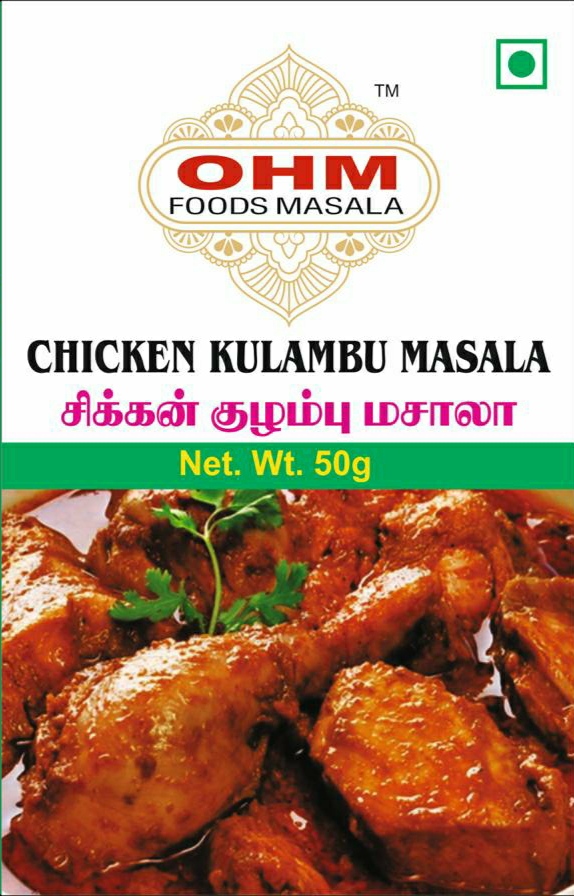 TM
OHM
FOODS MASALA
CHICKEN KULAMBU MASALA
சிக்கன் குழம்பு மசாலா
Net. Wt. 50g